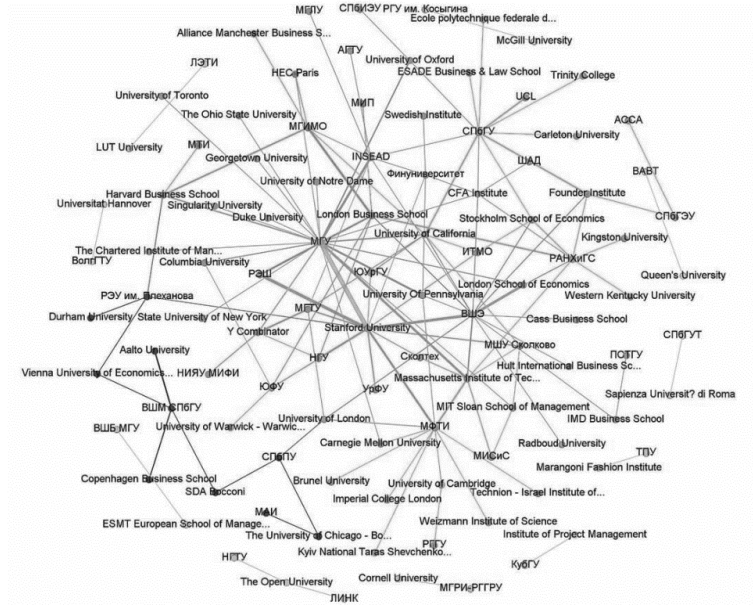 МГЛУ
СПбИЭУ
РГУ им. Косыгина
Ecole polytechnique federale d...
Alliance Manchester Business S...
McGill University
АГТУ
University of Oxford
ЛЭТИ
HEC Paris
ESADE Business & Law School
Trinity College
University of Toronto
UCL
МИП
The Ohio State University
Swedish Institute
АССА
МГИМО
СПбГУ
Carleton University
LUT University
МТИ
Georgetown University
INSEAD
ШАД
ВАВТ
Финуниверситет
University of Notre Dame
Harvard Business School
CFA Institute
Founder Institute
Universitat Hannover
Singularity University
Duke University
London Business School
Stockholm School of Economics
СПбГЭУ
University of California
Kingston University
МГУ
The Chartered Institute of Man...
ИТМО
РАНХиГС
ВолгГТУ
Columbia University
РЭШ
ЮУрГУ
Queen's University
London School of Economics
РЭУ им. Плеханова
University Of Pennsylvania
Western Kentucky University
МГТУ
Durham University
State University of New York
ВШЭ
Cass Business School
Y Combinator
Stanford University
СПбГУТ
Aalto University
МШУ Сколково
НГУ
Сколтех
ПОТГУ
Hult International Business Sc...
Vienna University of Economics...
НИЯУ МИФИ
Massachusetts Institute of Tec...
ЮФУ
УрФУ
Sapienza Universit? di Roma
ВШМ СПбГУ
MIT Sloan School of Management
University of London
IMD Business School
ВШБ МГУ
University of Warwick - Warwic...
МФТИ
Carnegie Mellon University
Radboud University
СПбПУ
МИСиС
ТПУ
Marangoni Fashion Institute
Copenhagen Business School
Brunel University
University of Cambridge
SDA Bocconi
Technion - Israel Institute of...
Imperial College London
МАИ
ESMT European School of Manage...
Weizmann Institute of Science
The University of Chicago - Bo...
Institute of Project Management
РГГУ
Kyiv National Taras Shevchenko...
НГТУ
КубГУ
The Open University
Cornell University
МГРИ-РГГРУ
ЛИНК